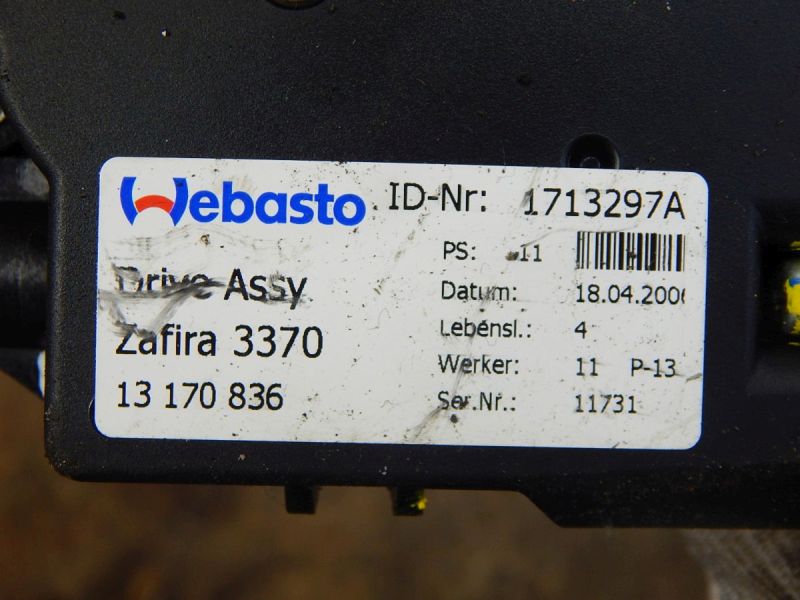 Webasto
Drive Assy
Zafira 3370
13 170 836
ID-Nr: 1713297A
PS: 11
Datum: 18.04.200
Lebensl.: 4
Werker: 11 P-13
Ser.Nr.: 11731